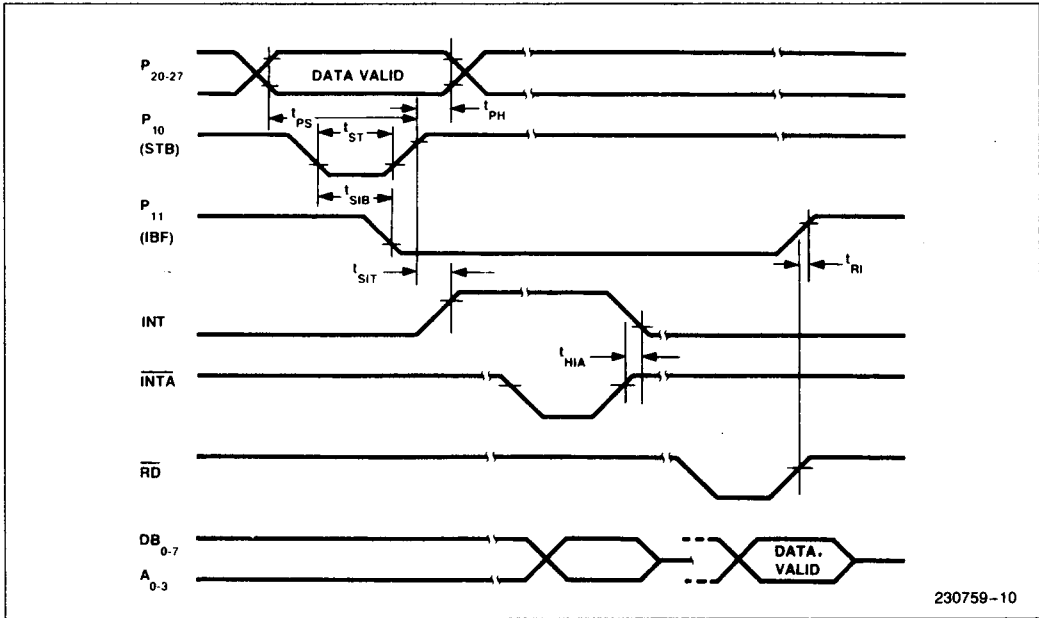 P20-27
DATA VALID
tPH
tPS
P10
(STB)
tST
tSIB
P11
(IBF)
tRI
tSIT
INT
tHIA
INTA
RD
DB0-7
DATA.
VALID
A0-3
230759-10